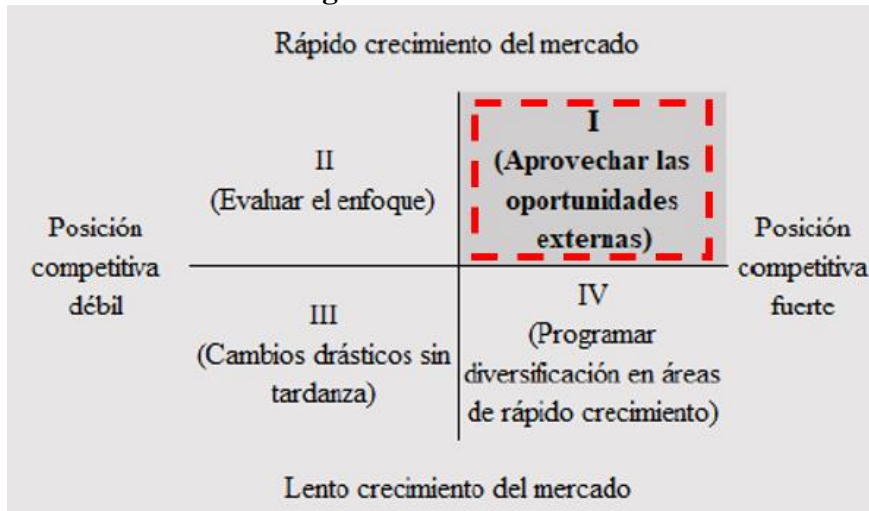 Rápido crecimiento del mercado
I
(Aprovechar las
oportunidades
externas)
II
(Evaluar el enfoque)
Posición
competitiva
débil
Posición
competitiva
fuerte
III
(Cambios drásticos sin
tardanza)
IV
(Programar
diversificación en áreas
de rápido crecimiento)
Lento crecimiento del mercado